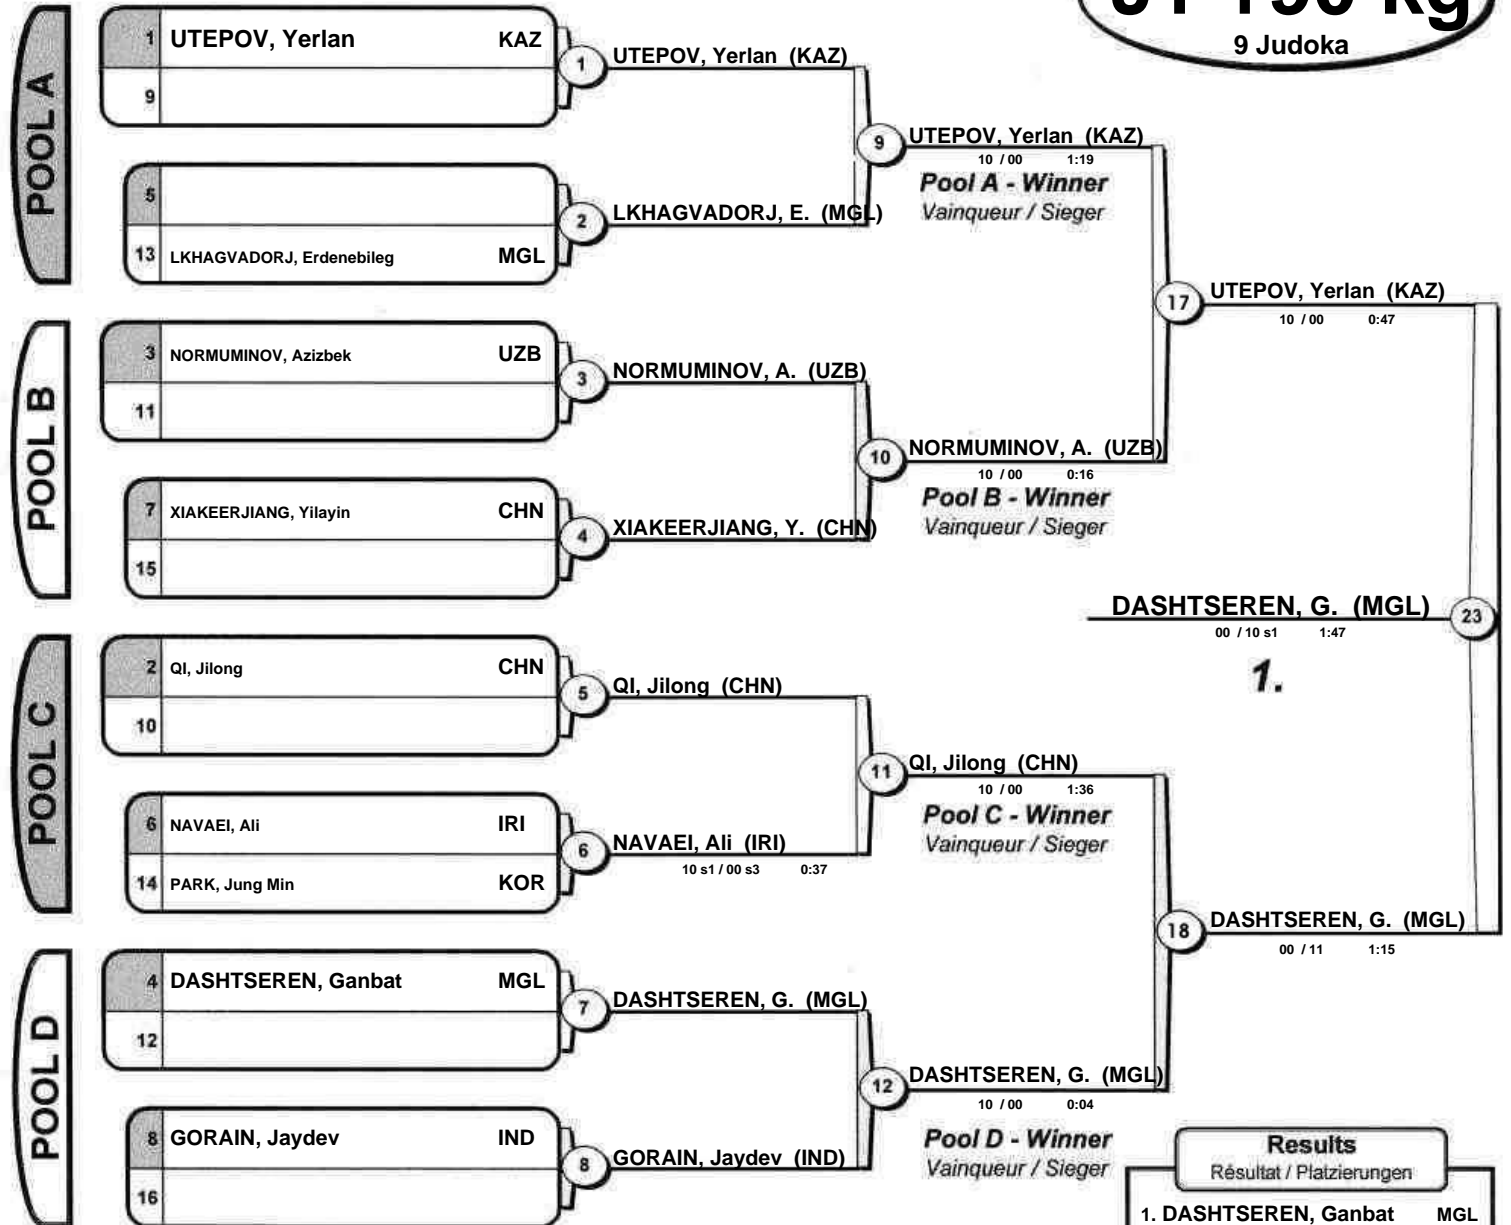 9 Judoka
POOL A
1 UTEPOV, Yerlan KAZ
9
1 UTEPOV, Yerlan (KAZ)
5
13 LKHAGVADORJ, Erdenebileg MGL
2 LKHAGVADORJ, E. (MGL)
9 UTEPOV, Yerlan (KAZ)
10 / 00 1:19
Pool A - Winner
Vainqueur / Sieger
POOL B
3 NORMUMINOV, Azizbek UZB
11
3 NORMUMINOV, A. (UZB)
7 XIAKEERJIANG, Yilayin CHN
15
4 XIAKEERJIANG, Y. (CHN)
10 NORMUMINOV, A. (UZB)
10 / 00 0:16
Pool B - Winner
Vainqueur / Sieger
17 UTEPOV, Yerlan (KAZ)
10 / 00 0:47
POOL C
2 QI, Jilong CHN
10
5 QI, Jilong (CHN)
6 NAVAEI, Ali IRI
14 PARK, Jung Min KOR
6 NAVAEI, Ali (IRI)
10 s1 / 00 s3 0:37
11 QI, Jilong (CHN)
10 / 00 1:36
Pool C - Winner
Vainqueur / Sieger
DASHTSEREN, G. (MGL) 23
00 / 10 s1 1:47
1.
POOL D
4 DASHTSEREN, Ganbat MGL
12
7 DASHTSEREN, G. (MGL)
8 GORAIN, Jaydev IND
16
8 GORAIN, Jaydev (IND)
12 DASHTSEREN, G. (MGL)
10 / 00 0:04
Pool D - Winner
Vainqueur / Sieger
18 DASHTSEREN, G. (MGL)
00 / 11 1:15
Results
Résultat / Platzierungen
1. DASHTSEREN, Ganbat MGL